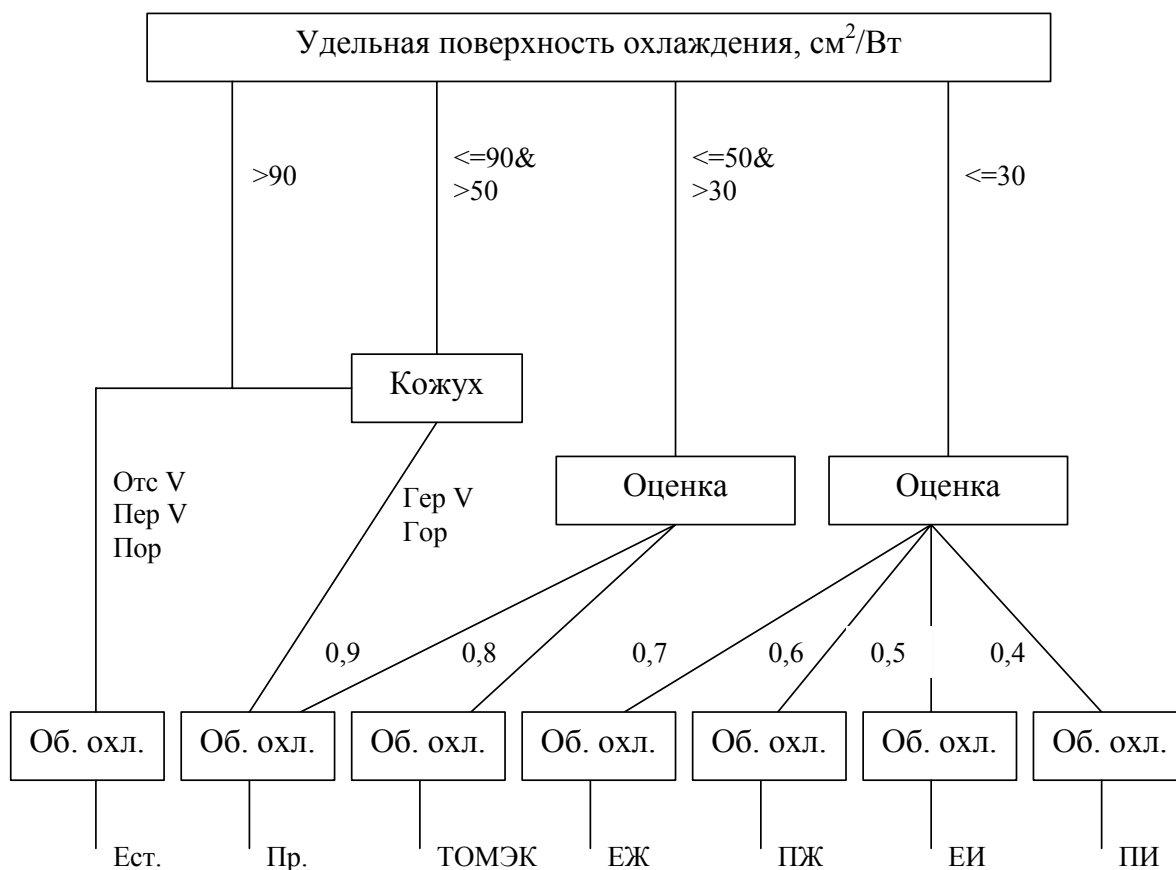 Удельная поверхность охлаждения, см²/Вт
>90
<=90&
>50
<=50&
>30
<=30
Кожух
Отс V
Пер V
Пор
Гер V
Гор
Оценка
Оценка
0,9
0,8
0,7
0,6
0,5
0,4
Об. охл.
Об. охл.
Об. охл.
Об. охл.
Об. охл.
Об. охл.
Об. охл.
Ест.
Пр.
ТОМЭК
ЕЖ
ПЖ
ЕИ
ПИ